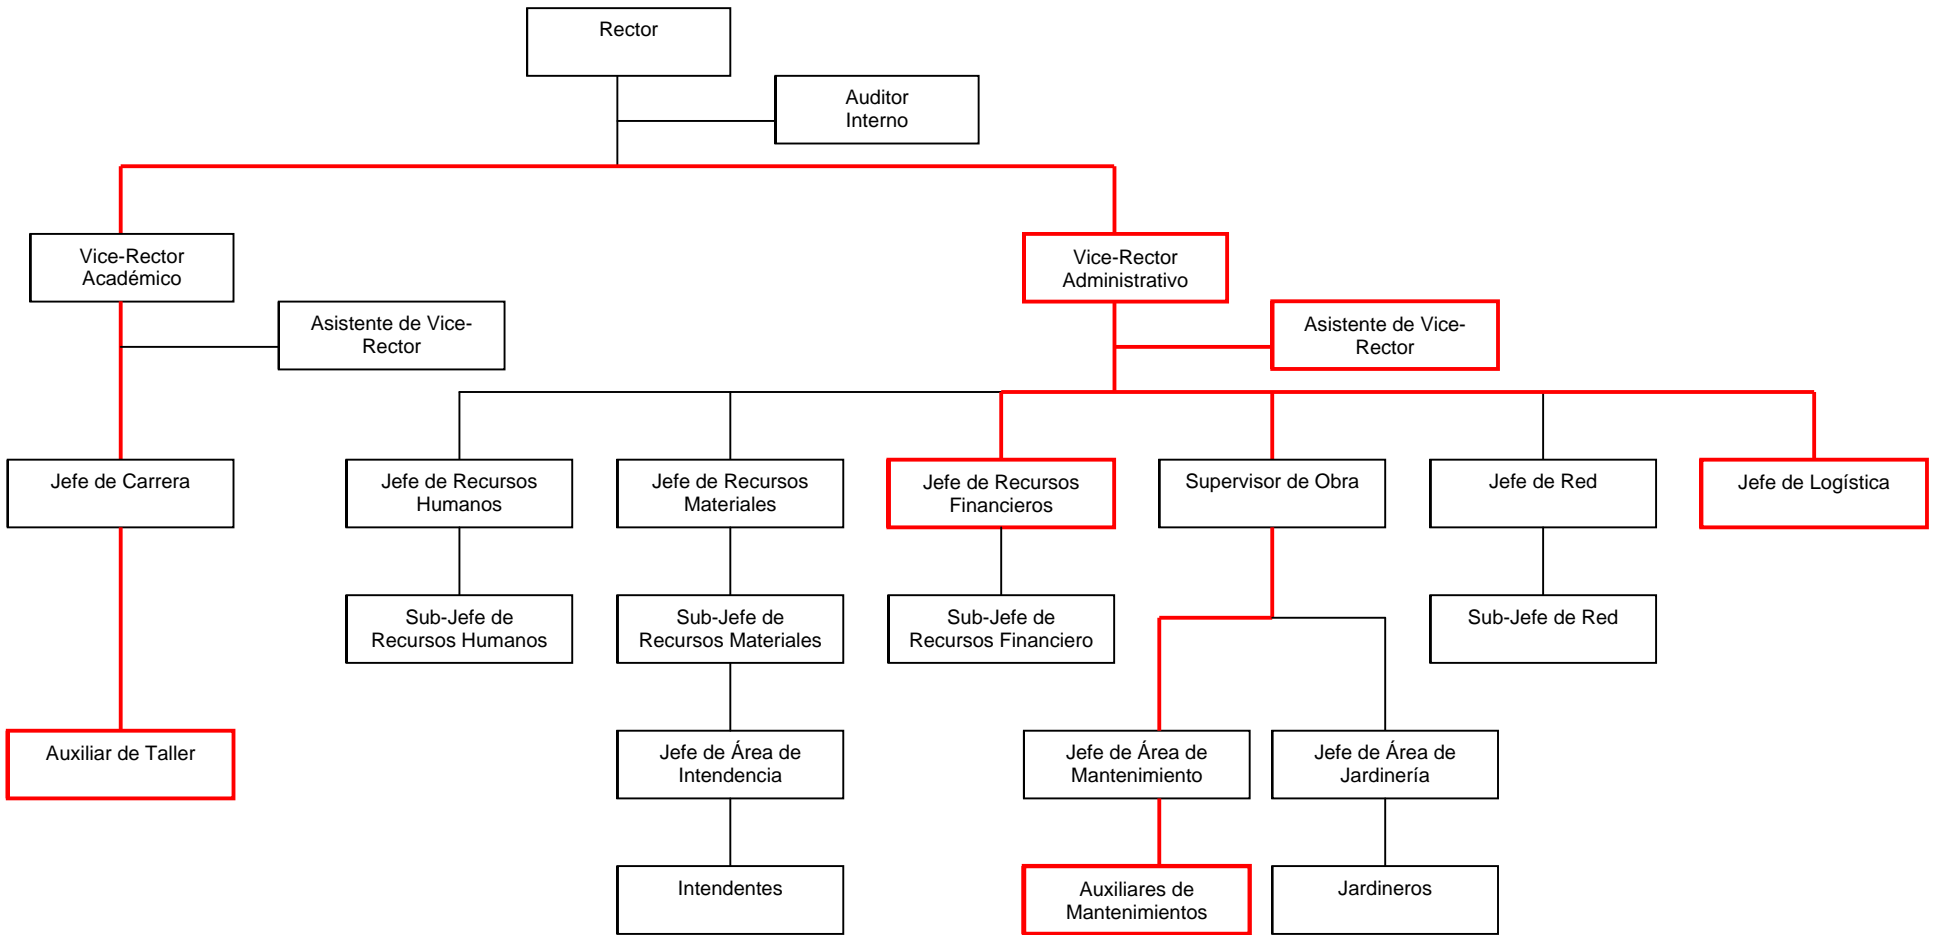 Rector
Auditor
Interno
Vice-Rector
Académico
Vice-Rector
Administrativo
Asistente de Vice-
Rector
Asistente de Vice-
Rector
Jefe de Carrera
Jefe de Recursos
Humanos
Jefe de Recursos
Materiales
Jefe de Recursos
Financieros
Supervisor de Obra
Jefe de Red
Jefe de Logística
Sub-Jefe de
Recursos Humanos
Sub-Jefe de
Recursos Materiales
Sub-Jefe de
Recursos Financiero
Sub-Jefe de Red
Auxiliar de Taller
Jefe de Área de
Intendencia
Jefe de Área de
Mantenimiento
Jefe de Área de
Jardinería
Intendentes
Auxiliares de
Mantenimientos
Jardineros